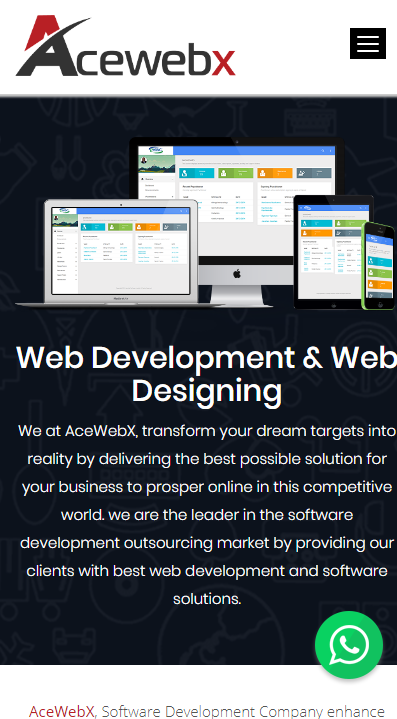 Acewebx
Web Development & Web
Designing
We at AceWebX, transform your dream targets into
reality by delivering the best possible solution for
your business to prosper online in this competitive
world. we are the leader in the software
development outsourcing market by providing our
clients with best web development and software
solutions.
AceWebX, Software Development Company enhance